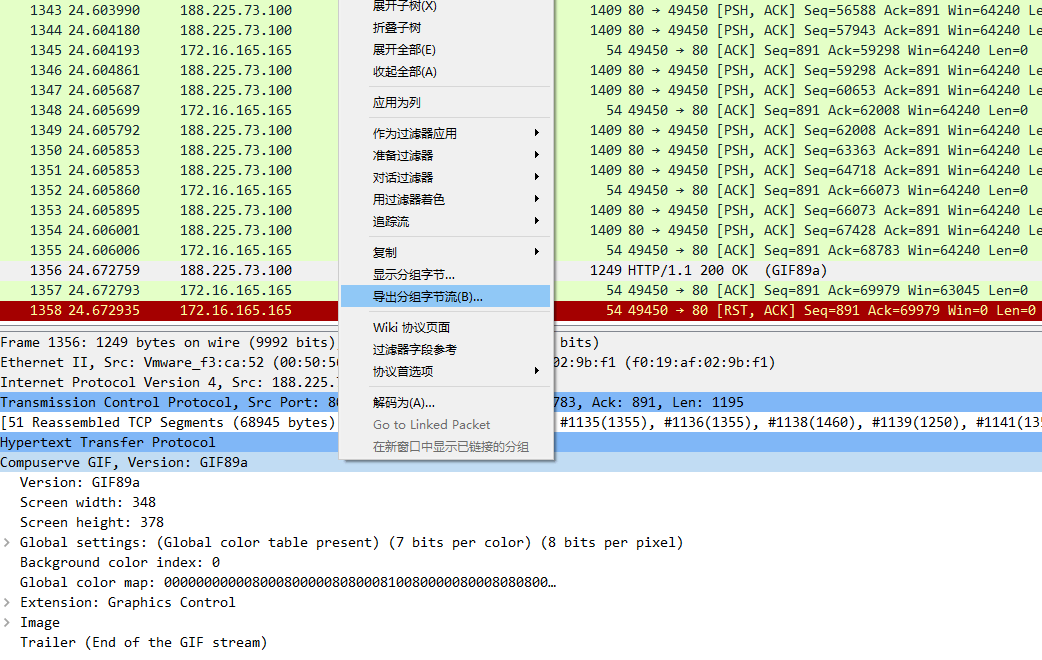 1343 24.603990 188.225.73.100 展开子树(X) 1409 80 → 49450 [PSH, ACK] Seq=56588 Ack=891 Win=64240 Le
1344 24.604180 188.225.73.100 折叠子树 1409 80 → 49450 [PSH, ACK] Seq=57943 Ack=891 Win=64240 Le
1345 24.604193 172.16.165.165 展开全部(E) 54 49450 → 80 [ACK] Seq=891 Ack=59298 Win=64240 Len=0
1346 24.604861 188.225.73.100 收起全部(A) 1409 80 → 49450 [PSH, ACK] Seq=59298 Ack=891 Win=64240 Le
1347 24.605687 188.225.73.100 1409 80 → 49450 [PSH, ACK] Seq=60653 Ack=891 Win=64240 Le
1348 24.605699 172.16.165.165 应用为列 54 49450 → 80 [ACK] Seq=891 Ack=62008 Win=64240 Len=0
1349 24.605792 188.225.73.100 作为过滤器应用 1409 80 → 49450 [PSH, ACK] Seq=62008 Ack=891 Win=64240 Le
1350 24.605853 188.225.73.100 准备过滤器 1409 80 → 49450 [PSH, ACK] Seq=63363 Ack=891 Win=64240 Le
1351 24.605853 188.225.73.100 对话过滤器 1409 80 → 49450 [PSH, ACK] Seq=64718 Ack=891 Win=64240 Le
1352 24.605860 172.16.165.165 用过滤器着色 54 49450 → 80 [ACK] Seq=891 Ack=66073 Win=64240 Len=0
1353 24.605895 188.225.73.100 追踪流 1409 80 → 49450 [PSH, ACK] Seq=66073 Ack=891 Win=64240 Le
1354 24.606001 188.225.73.100 1409 80 → 49450 [PSH, ACK] Seq=67428 Ack=891 Win=64240 Le
1355 24.606006 172.16.165.165 复制 54 49450 → 80 [ACK] Seq=891 Ack=68783 Win=64240 Len=0
1356 24.672759 188.225.73.100 显示分组字节... 1249 HTTP/1.1 200 OK (GIF89a)
1357 24.672793 172.16.165.165 导出分组字节流(B)... 54 49450 → 80 [ACK] Seq=891 Ack=69979 Win=63045 Len=0
1358 24.672935 172.16.165.165 54 49450 → 80 [RST, ACK] Seq=891 Ack=69979 Win=0 Len=0
Wiki 协议页面
Frame 1356: 1249 bytes on wire (9992 bits) 过滤器字段参考 bits)
Ethernet II, Src: Vmware_f3:ca:52 (00:50:5 协议首选项 02:9b:f1 (f0:19:af:02:9b:f1)
Internet Protocol Version 4, Src: 188.225.
Transmission Control Protocol, Src Port: 8 解码为(A)... 783, Ack: 891, Len: 1195
[51 Reassembled TCP Segments (68945 bytes) Go to Linked Packet #1135(1355), #1136(1355), #1138(1460), #1139(1250), #1141(13
Hypertext Transfer Protocol 在新窗口中显示已链接的分组
Compuserve GIF, Version: GIF89a
Version: GIF89a
Screen width: 348
Screen height: 378
Global settings: (Global color table present) (7 bits per color) (8 bits per pixel)
Background color index: 0
Global color map: 000000000000800080000080800081008000008000808080​0…
Extension: Graphics Control
Image
Trailer (End of the GIF stream)